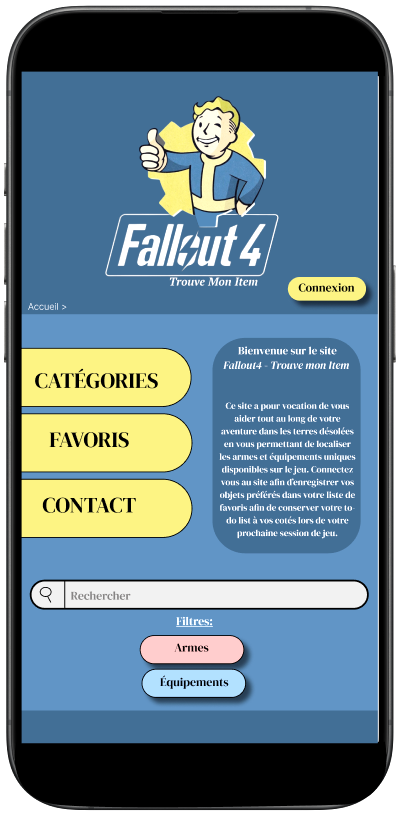 Fallout 4
Trouve Mon Item
Connexion
Accueil >
CATÉGORIES
FAVORIS
CONTACT
Bienvenue sur le site
Fallout4 - Trouve mon Item
Ce site a pour vocation de vous
aider tout au long de votre
aventure dans les terres désolées
en vous permettant de localiser
les armes et équipements uniques
disponibles sur le jeu. Connectez
vous au site afin d'enregistrer vos
objets préférés dans votre liste de
favoris afin de conserver votre to-
do list à vos cotés lors de votre
prochaine session de jeu.
Rechercher
Filtres:
Armes
Équipements